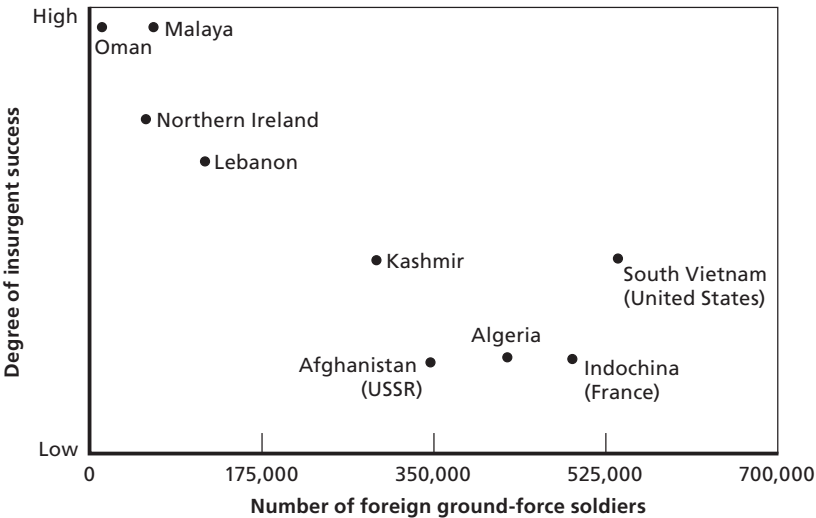 High
Oman
Malaya
Northern Ireland
Lebanon
Kashmir
South Vietnam
(United States)
Algeria
Afghanistan
(USSR)
Indochina
(France)
Low
Degree of insurgent success
0
175,000
350,000
525,000
700,000
Number of foreign ground-force soldiers